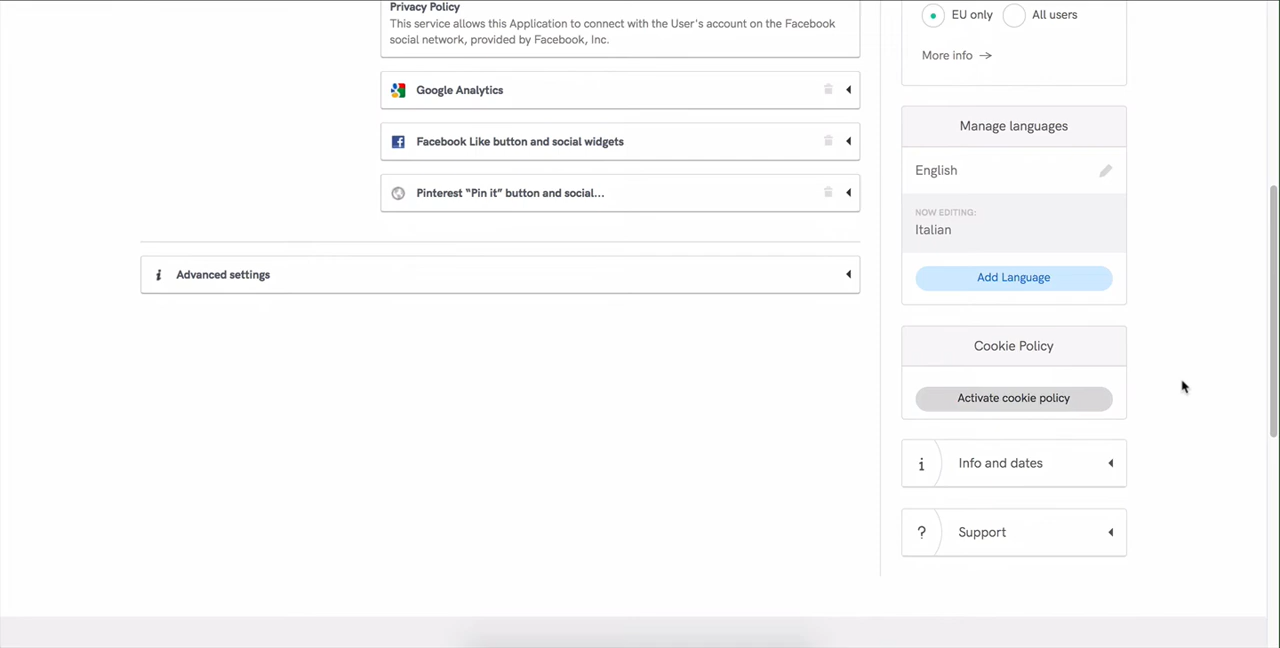 Privacy Policy
This service allows this Application to connect with the User's account on the Facebook
social network, provided by Facebook, Inc.
Google Analytics
Facebook Like button and social widgets
Pinterest “Pin it” button and social...
Advanced settings
EU only All users
More info →
Manage languages
English
NOW EDITING:
Italian
Add Language
Cookie Policy
Activate cookie policy
Info and dates
Support